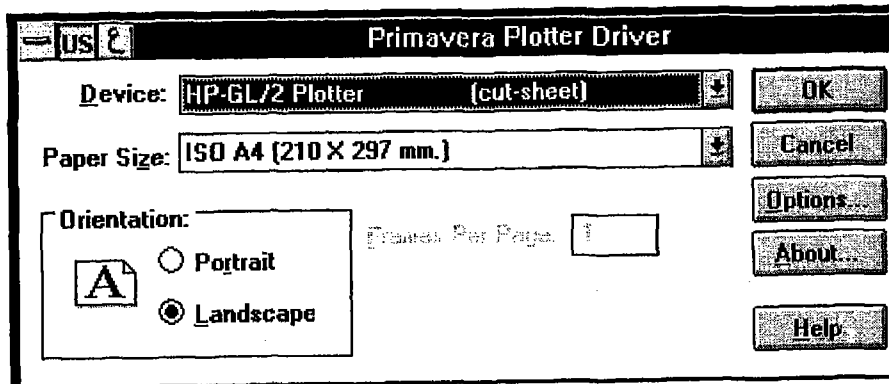 US ع Primavera Plotter Driver
Device: HP-GL/2 Plotter (cut-sheet) OK
Paper Size: ISO A4 (210 X 297 mm.) Cancel
Options...
Orientation: Frames Per Page: 1
A Portrait About...
Landscape Help